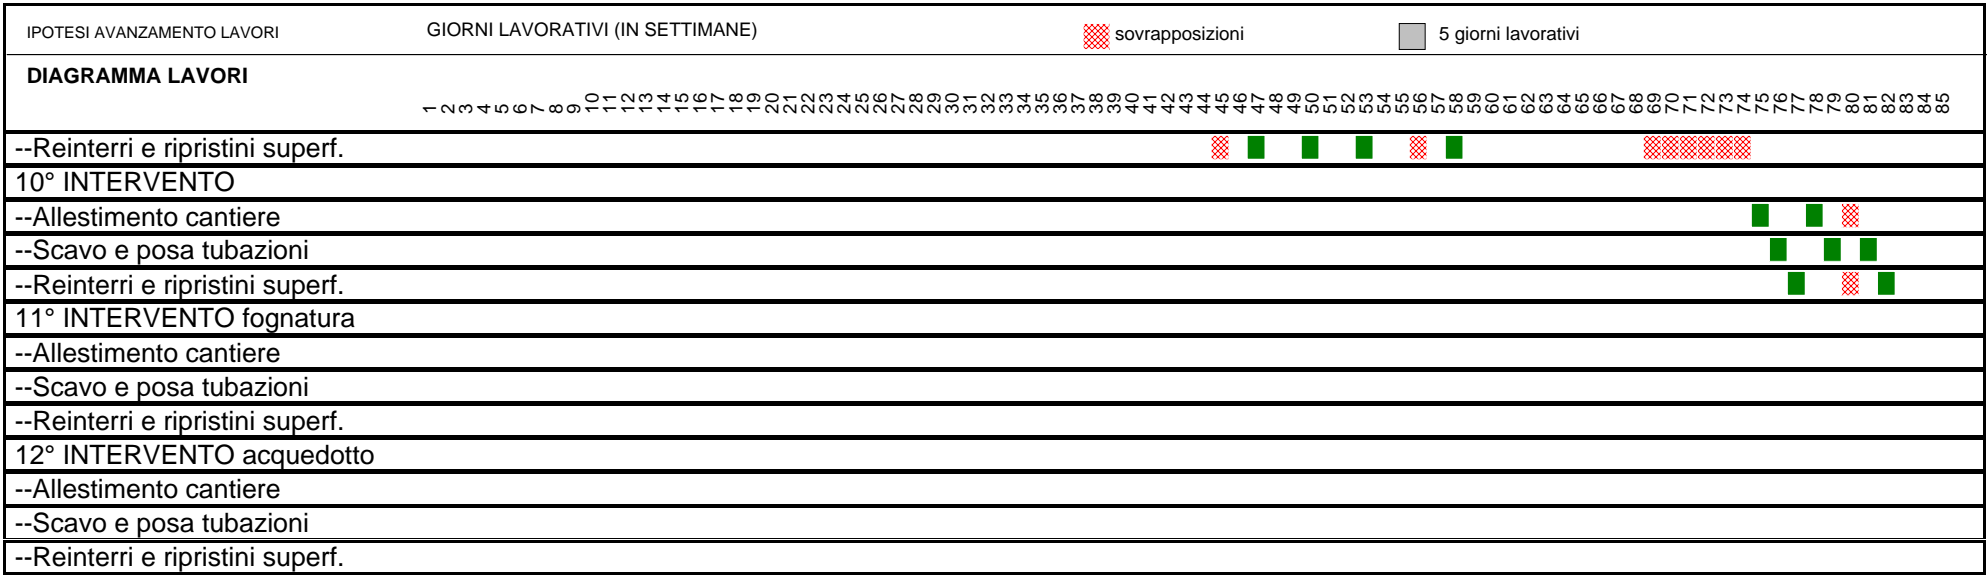 IPOTESI AVANZAMENTO LAVORI GIORNI LAVORATIVI (IN SETTIMANE) sovrapposizioni 5 giorni lavorativi
DIAGRAMMA LAVORI
1 2 3 4 5 6 7 8 9 10 11 12 13 14 15 16 17 18 19 20 21 22 23 24 25 26 27 28 29 30 31 32 33 34 35 36 37 38 39 40 41 42 43 44 45 46 47 48 49 50 51 52 53 54 55 56 57 58 59 60 61 62 63 64 65 66 67 68 69 70 71 72 73 74 75 76 77 78 79 80 81 82 83 84 85
--Reinterri e ripristini superf.
10° INTERVENTO
--Allestimento cantiere
--Scavo e posa tubazioni
--Reinterri e ripristini superf.
11° INTERVENTO fognatura
--Allestimento cantiere
--Scavo e posa tubazioni
--Reinterri e ripristini superf.
12° INTERVENTO acquedotto
--Allestimento cantiere
--Scavo e posa tubazioni
--Reinterri e ripristini superf.